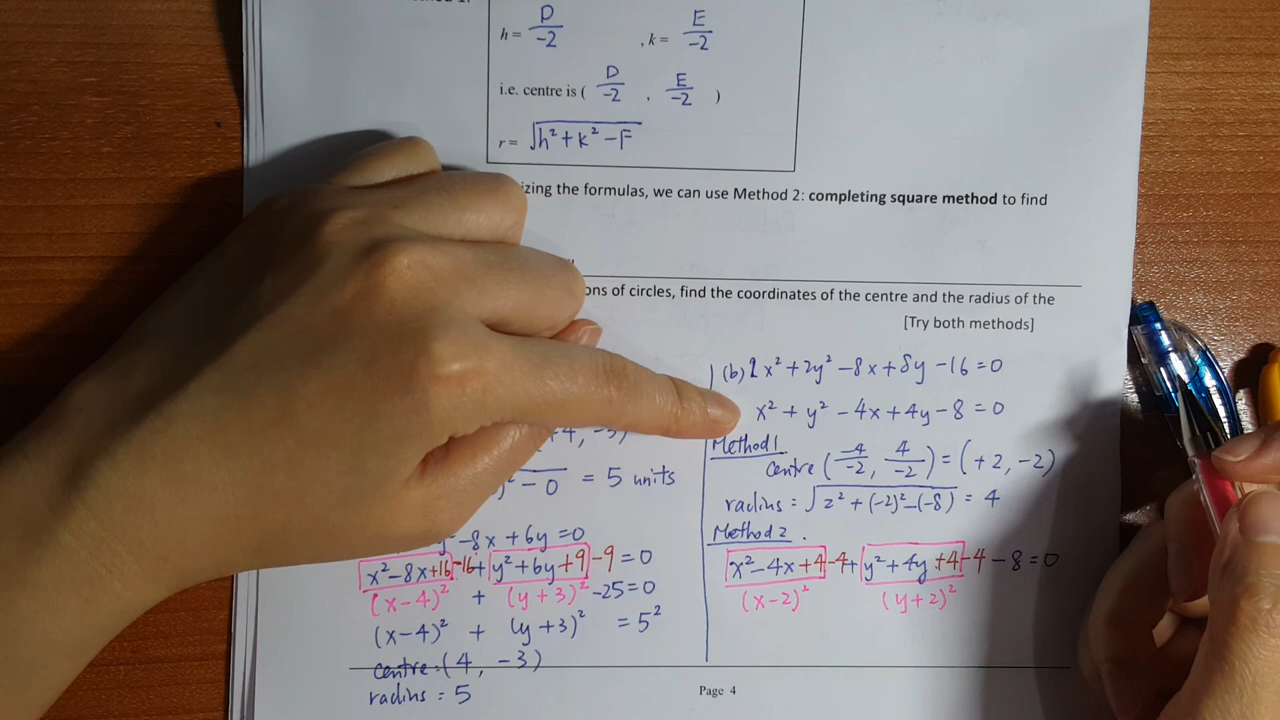 h = D/-2 , k = E/-2
i.e. centre is ( D/-2 , E/-2 )
r = √h² + k² - F
izing the formulas, we can use Method 2: completing square method to find
ons of circles, find the coordinates of the centre and the radius of the
[Try both methods]
= 5 units
-8x + 6y = 0
x² - 8x + 16 - 16 + y² + 6y + 9 - 9 = 0
(x - 4)² + (y + 3)² - 25 = 0
(x - 4)² + (y + 3)² = 5²
centre: (4, -3)
radius = 5
(b) 2x² + 2y² - 8x + 8y - 16 = 0
x² + y² - 4x + 4y - 8 = 0
Method 1
centre (-4/-2, 4/-2) = (+2, -2)
radius = √2² + (-2)² - (-8) = 4
Method 2 .
x² - 4x + 4 - 4 + y² + 4y + 4 - 4 - 8 = 0
(x - 2)² (y + 2)²
Page 4